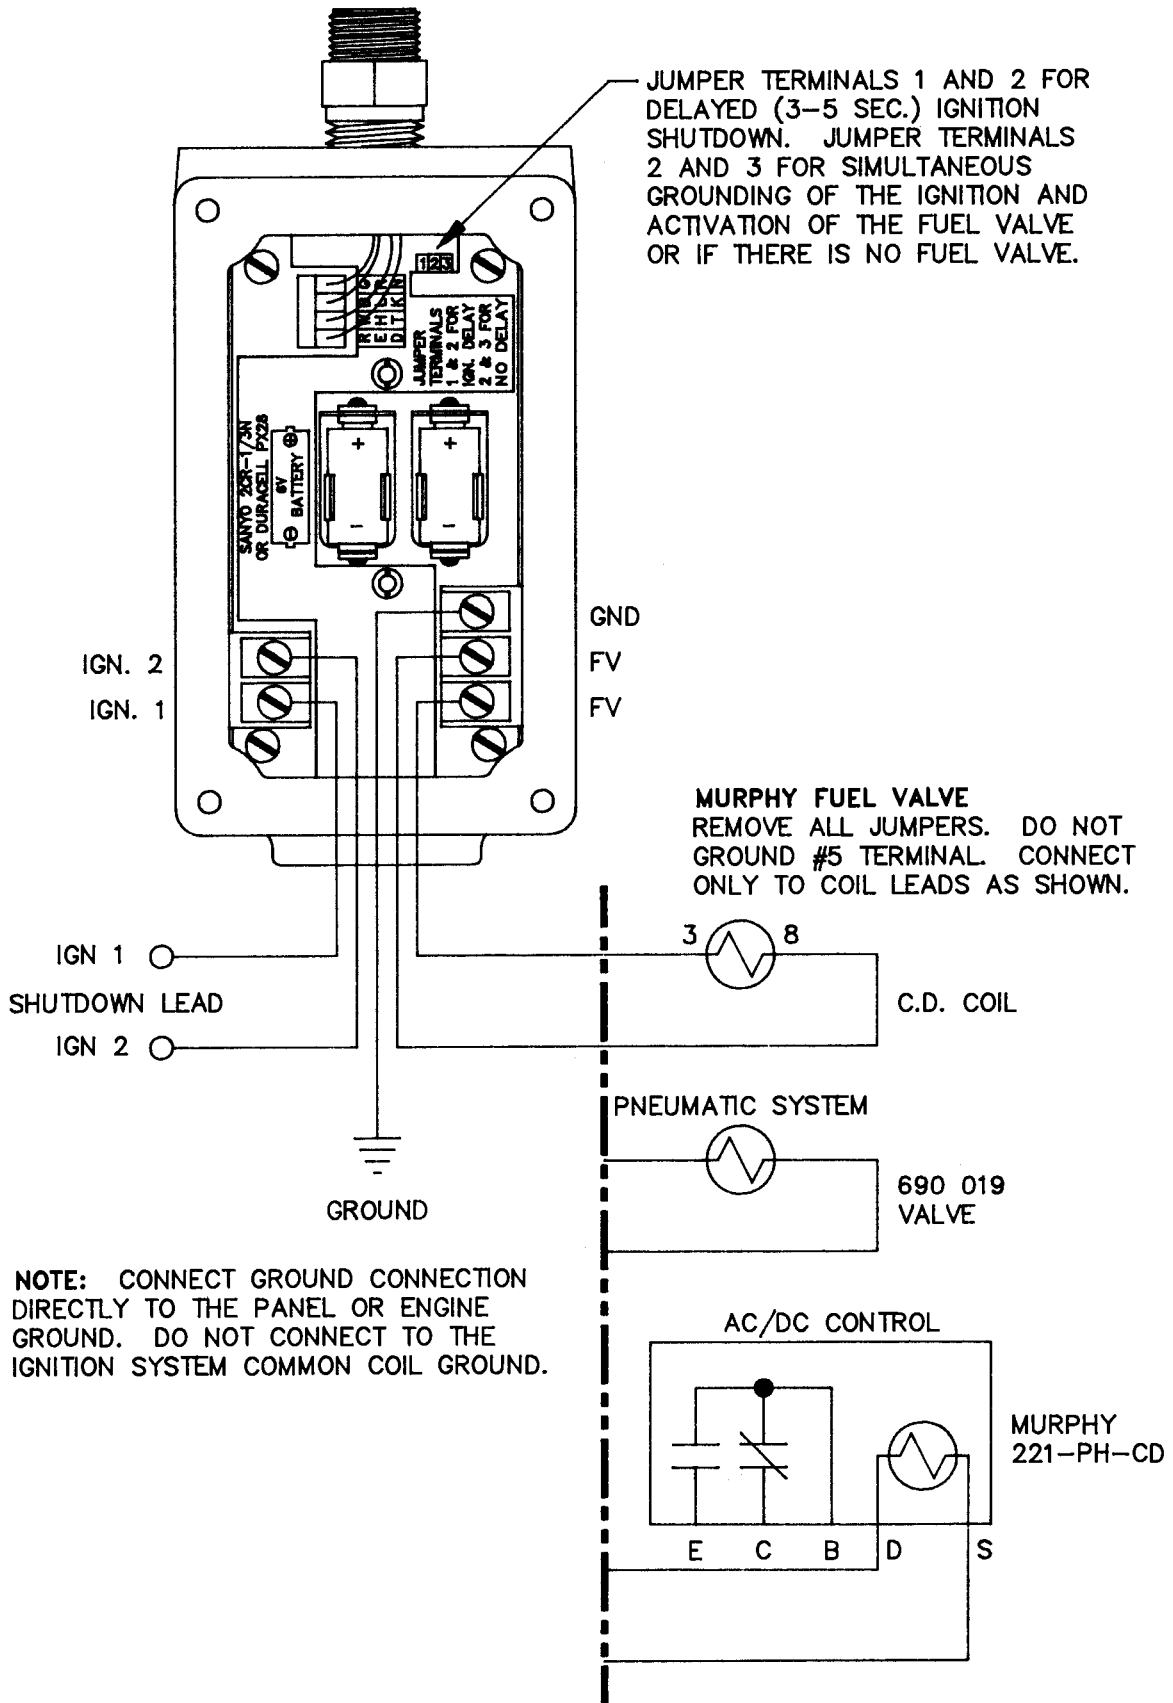 JUMPER TERMINALS 1 AND 2 FOR
DELAYED (3-5 SEC.) IGNITION
SHUTDOWN. JUMPER TERMINALS
2 AND 3 FOR SIMULTANEOUS
GROUNDING OF THE IGNITION AND
ACTIVATION OF THE FUEL VALVE
OR IF THERE IS NO FUEL VALVE.
123
RED
WHT
BLK
GRN
JUMPER
TERMINALS
1 & 2 FOR
IGN. DELAY
2 & 3 FOR
NO DELAY
SANYO 2CR-1/3N
OR DURACELL PX28
6V
BATTERY
+
-
+
-
GND
IGN. 2
FV
IGN. 1
FV
MURPHY FUEL VALVE
REMOVE ALL JUMPERS. DO NOT
GROUND #5 TERMINAL. CONNECT
ONLY TO COIL LEADS AS SHOWN.
3 8
IGN 1
SHUTDOWN LEAD
C.D. COIL
IGN 2
PNEUMATIC SYSTEM
690 019
VALVE
GROUND
NOTE: CONNECT GROUND CONNECTION
DIRECTLY TO THE PANEL OR ENGINE
GROUND. DO NOT CONNECT TO THE
IGNITION SYSTEM COMMON COIL GROUND.
AC/DC CONTROL
MURPHY
221-PH-CD
E C B D S